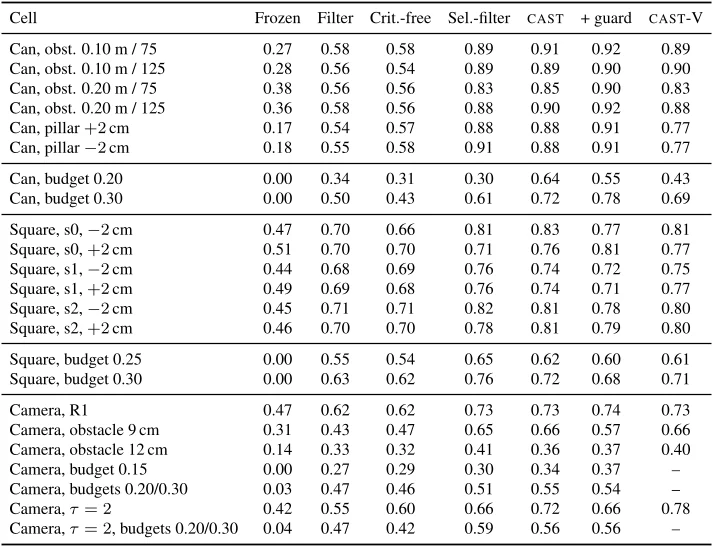 Cell Frozen Filter Crit.-free Sel.-filter CAST + guard CAST-V
Can, obst. 0.10 m / 75 0.27 0.58 0.58 0.89 0.91 0.92 0.89
Can, obst. 0.10 m / 125 0.28 0.56 0.54 0.89 0.89 0.90 0.90
Can, obst. 0.20 m / 75 0.38 0.56 0.56 0.83 0.85 0.90 0.83
Can, obst. 0.20 m / 125 0.36 0.58 0.56 0.88 0.90 0.92 0.88
Can, pillar +2 cm 0.17 0.54 0.57 0.88 0.88 0.91 0.77
Can, pillar −2 cm 0.18 0.55 0.58 0.91 0.88 0.91 0.77
Can, budget 0.20 0.00 0.34 0.31 0.30 0.64 0.55 0.43
Can, budget 0.30 0.00 0.50 0.43 0.61 0.72 0.78 0.69
Square, s0, −2 cm 0.47 0.70 0.66 0.81 0.83 0.77 0.81
Square, s0, +2 cm 0.51 0.70 0.70 0.71 0.76 0.81 0.77
Square, s1, −2 cm 0.44 0.68 0.69 0.76 0.74 0.72 0.75
Square, s1, +2 cm 0.49 0.69 0.68 0.76 0.74 0.71 0.77
Square, s2, −2 cm 0.45 0.71 0.71 0.82 0.81 0.78 0.80
Square, s2, +2 cm 0.46 0.70 0.70 0.78 0.81 0.79 0.80
Square, budget 0.25 0.00 0.55 0.54 0.65 0.62 0.60 0.61
Square, budget 0.30 0.00 0.63 0.62 0.76 0.72 0.68 0.71
Camera, R1 0.47 0.62 0.62 0.73 0.73 0.74 0.73
Camera, obstacle 9 cm 0.31 0.43 0.47 0.65 0.66 0.57 0.66
Camera, obstacle 12 cm 0.14 0.33 0.32 0.41 0.36 0.37 0.40
Camera, budget 0.15 0.00 0.27 0.29 0.30 0.34 0.37 –
Camera, budgets 0.20/0.30 0.03 0.47 0.46 0.51 0.55 0.54 –
Camera, τ = 2 0.42 0.55 0.60 0.66 0.72 0.66 0.78
Camera, τ = 2, budgets 0.20/0.30 0.04 0.47 0.42 0.59 0.56 0.56 –